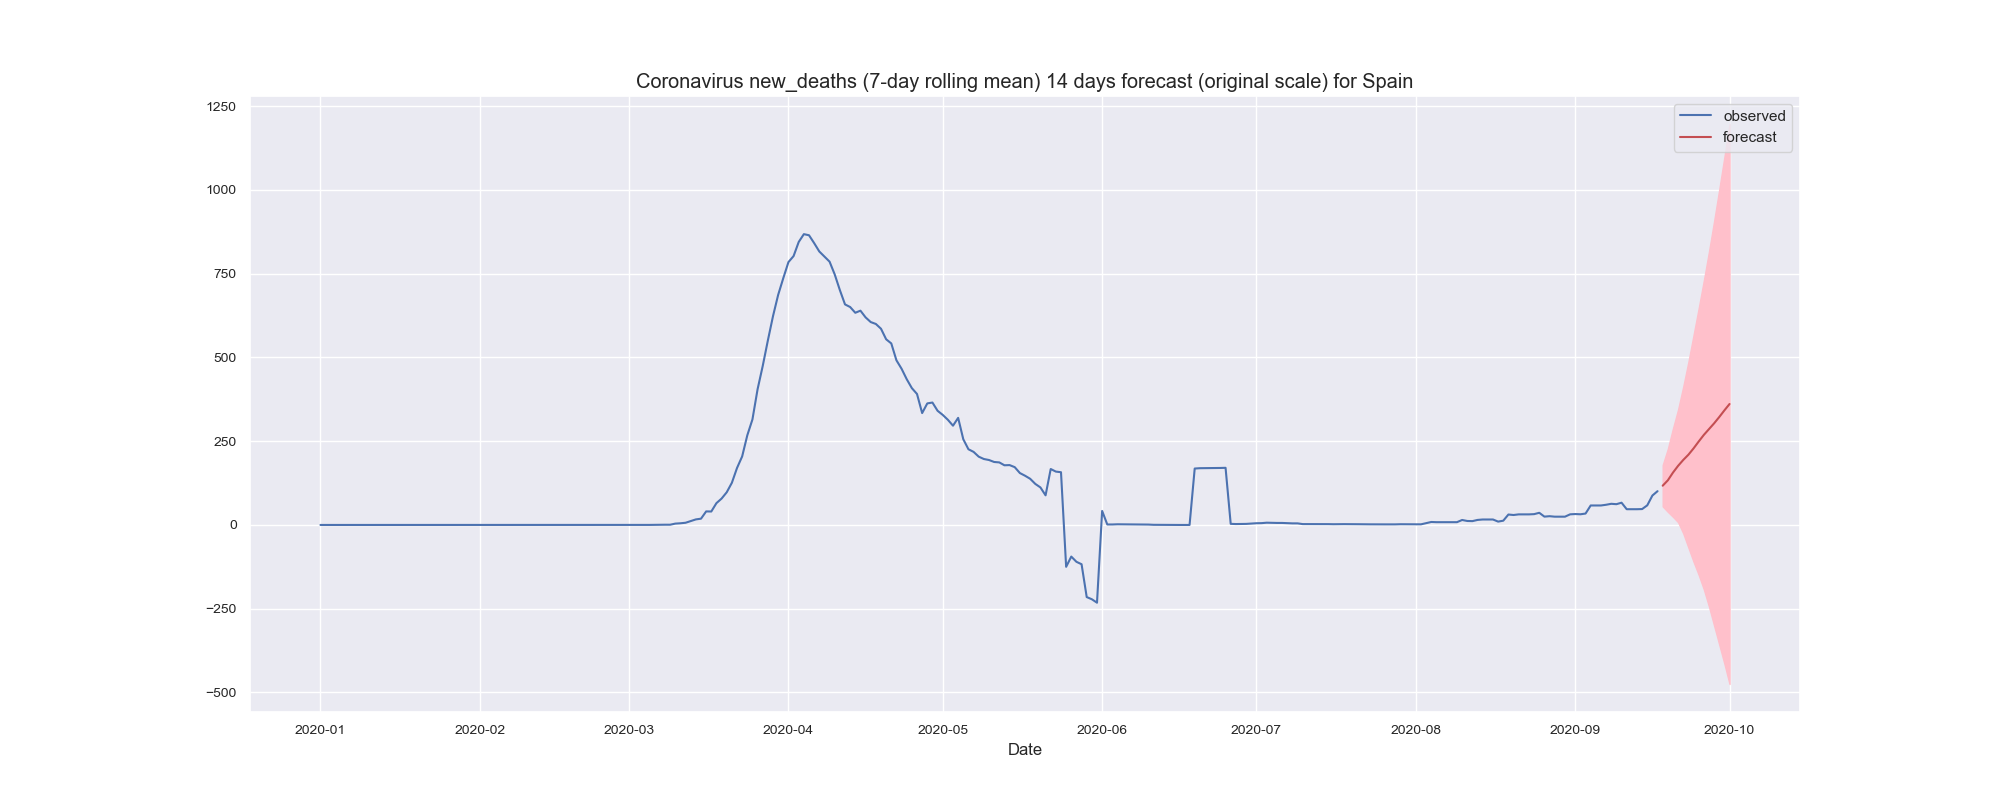 Coronavirus new_deaths (7-day rolling mean) 14 days forecast (original scale) for Spain
1250
1000
750
500
250
0
−250
−500
observed
forecast
2020-01 2020-02 2020-03 2020-04 2020-05 2020-06 2020-07 2020-08 2020-09 2020-10
Date